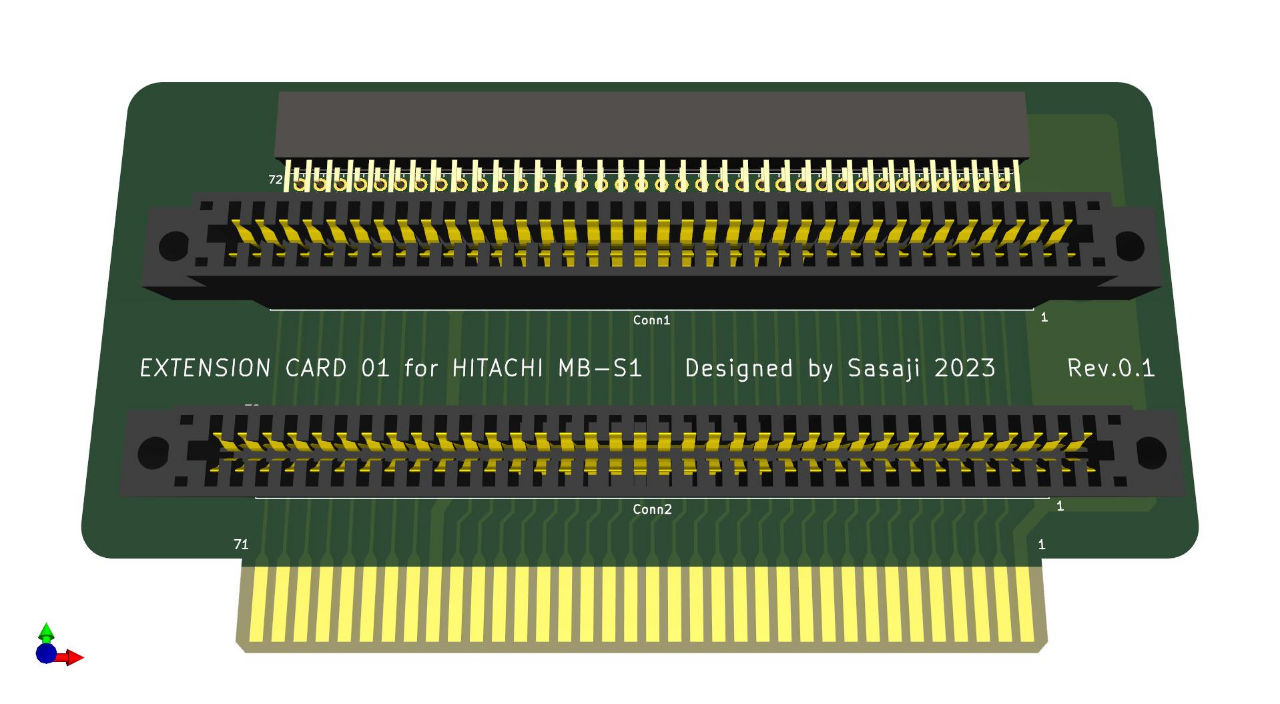 72
Conn1
1
EXTENSION CARD 01 for HITACHI MB-S1 Designed by Sasaji 2023 Rev.0.1
Conn2
1
71
1